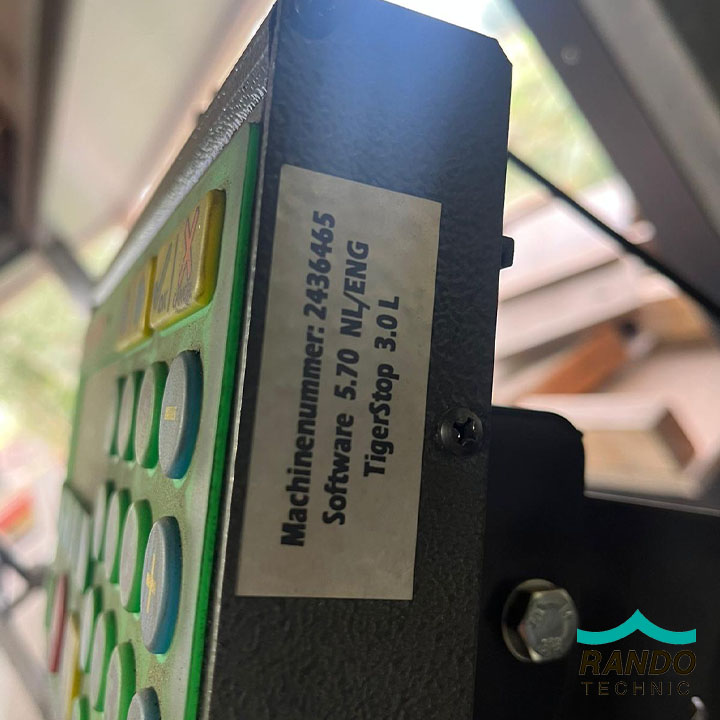 Machinenummer: 2436465
Software 5.70 NL/ENG
TigerStop 3.0 L
RANDO
TECHNIC